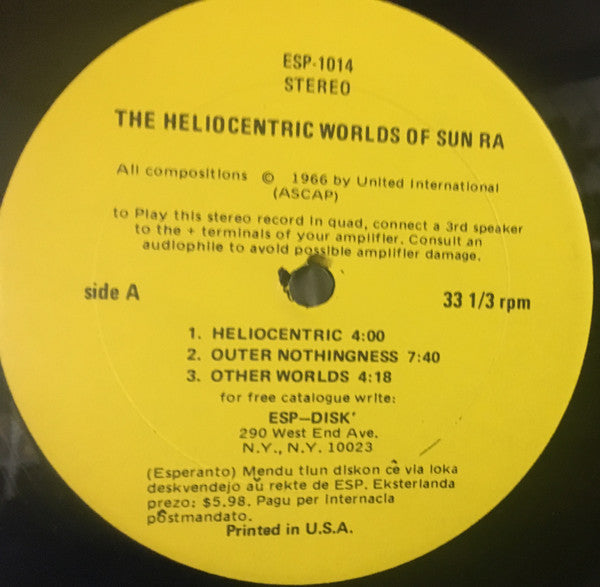 ESP-1014
STEREO
THE HELIOCENTRIC WORLDS OF SUN RA
All compositions © 1966 by United International
(ASCAP)
to Play this stereo record in quad, connect a 3rd speaker
to the + terminals of your amplifier. Consult an
audiophile to avoid possible amplifier damage.
side A
33 1/3 rpm
1. HELIOCENTRIC 4:00
2. OUTER NOTHINGNESS 7:40
3. OTHER WORLDS 4:18
for free catalogue write:
ESP-DISK'
290 West End Ave.
N.Y., N.Y. 10023
(Esperanto) Mendu tiun diskon ĉe via loka
deskvendejo aŭ rekte de ESP. Eksterlanda
prezo: $5.98. Pagu per internacia
pôstmandato.
Printed in U.S.A.